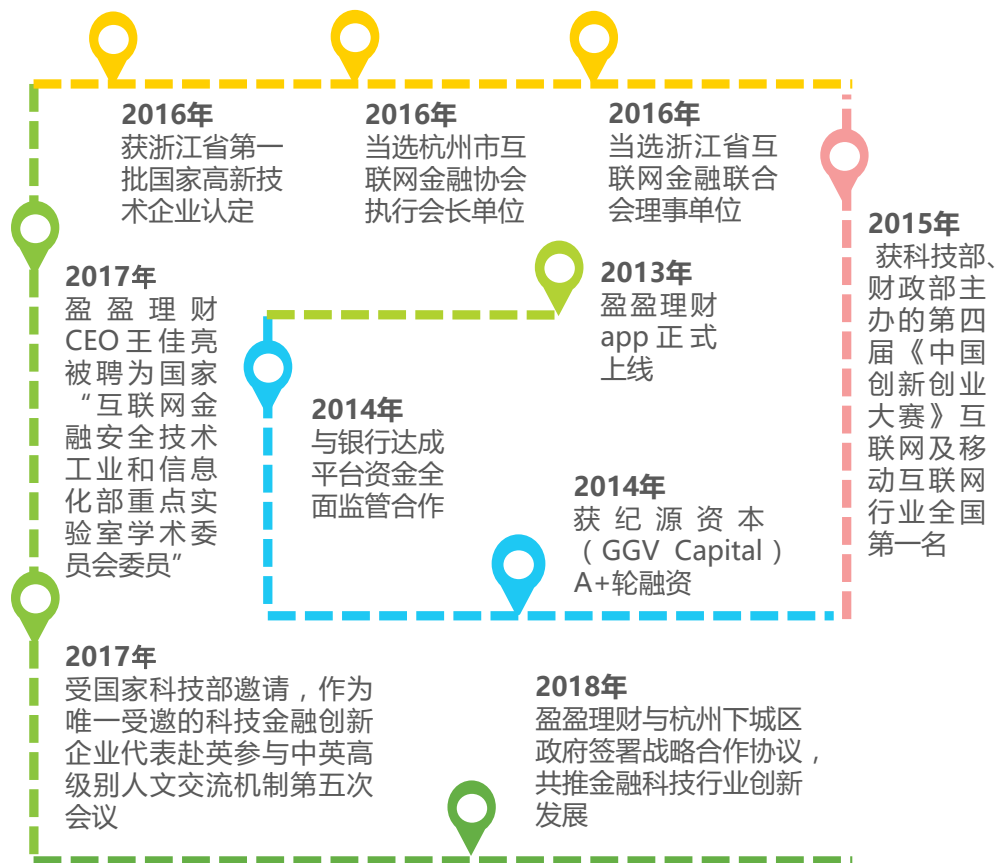 2016年
获浙江省第一
批国家高新技
术企业认定
2016年
当选杭州市互
联网金融协会
执行会长单位
2016年
当选浙江省互
联网金融联合
会理事单位
2015年
获科技部、
财政部主
办的第四
届《中国
创新创业
大赛》互
联网及移
动互联网
行业全国
第一名
2017年
盈盈理财
CEO王佳亮
被聘为国家
“互联网金
融安全技术
工业和信息
化部重点实
验室学术委
员会委员”
2013年
盈盈理财
app正式
上线
2014年
与银行达成
平台资金全
面监管合作
2014年
获纪源资本
（GGV Capital）
A+轮融资
2017年
受国家科技部邀请，作为
唯一受邀的科技金融创新
企业代表赴英参与中英高
级别人文交流机制第五次
会议
2018年
盈盈理财与杭州下城区
政府签署战略合作协议，
共推金融科技行业创新
发展